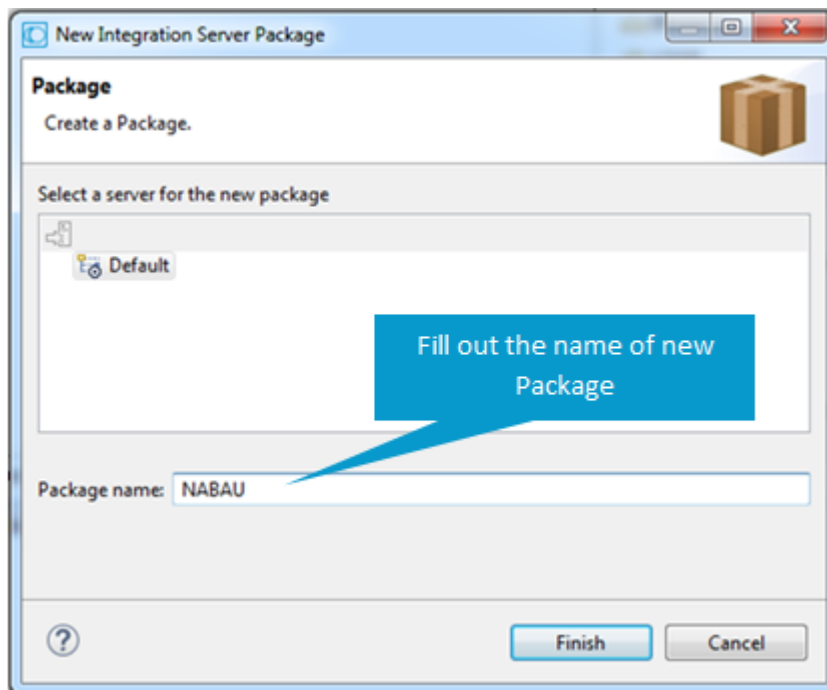 New Integration Server Package
Package
Create a Package.
Select a server for the new package
Default
Fill out the name of new
Package
Package name: NABAU
?
Finish Cancel